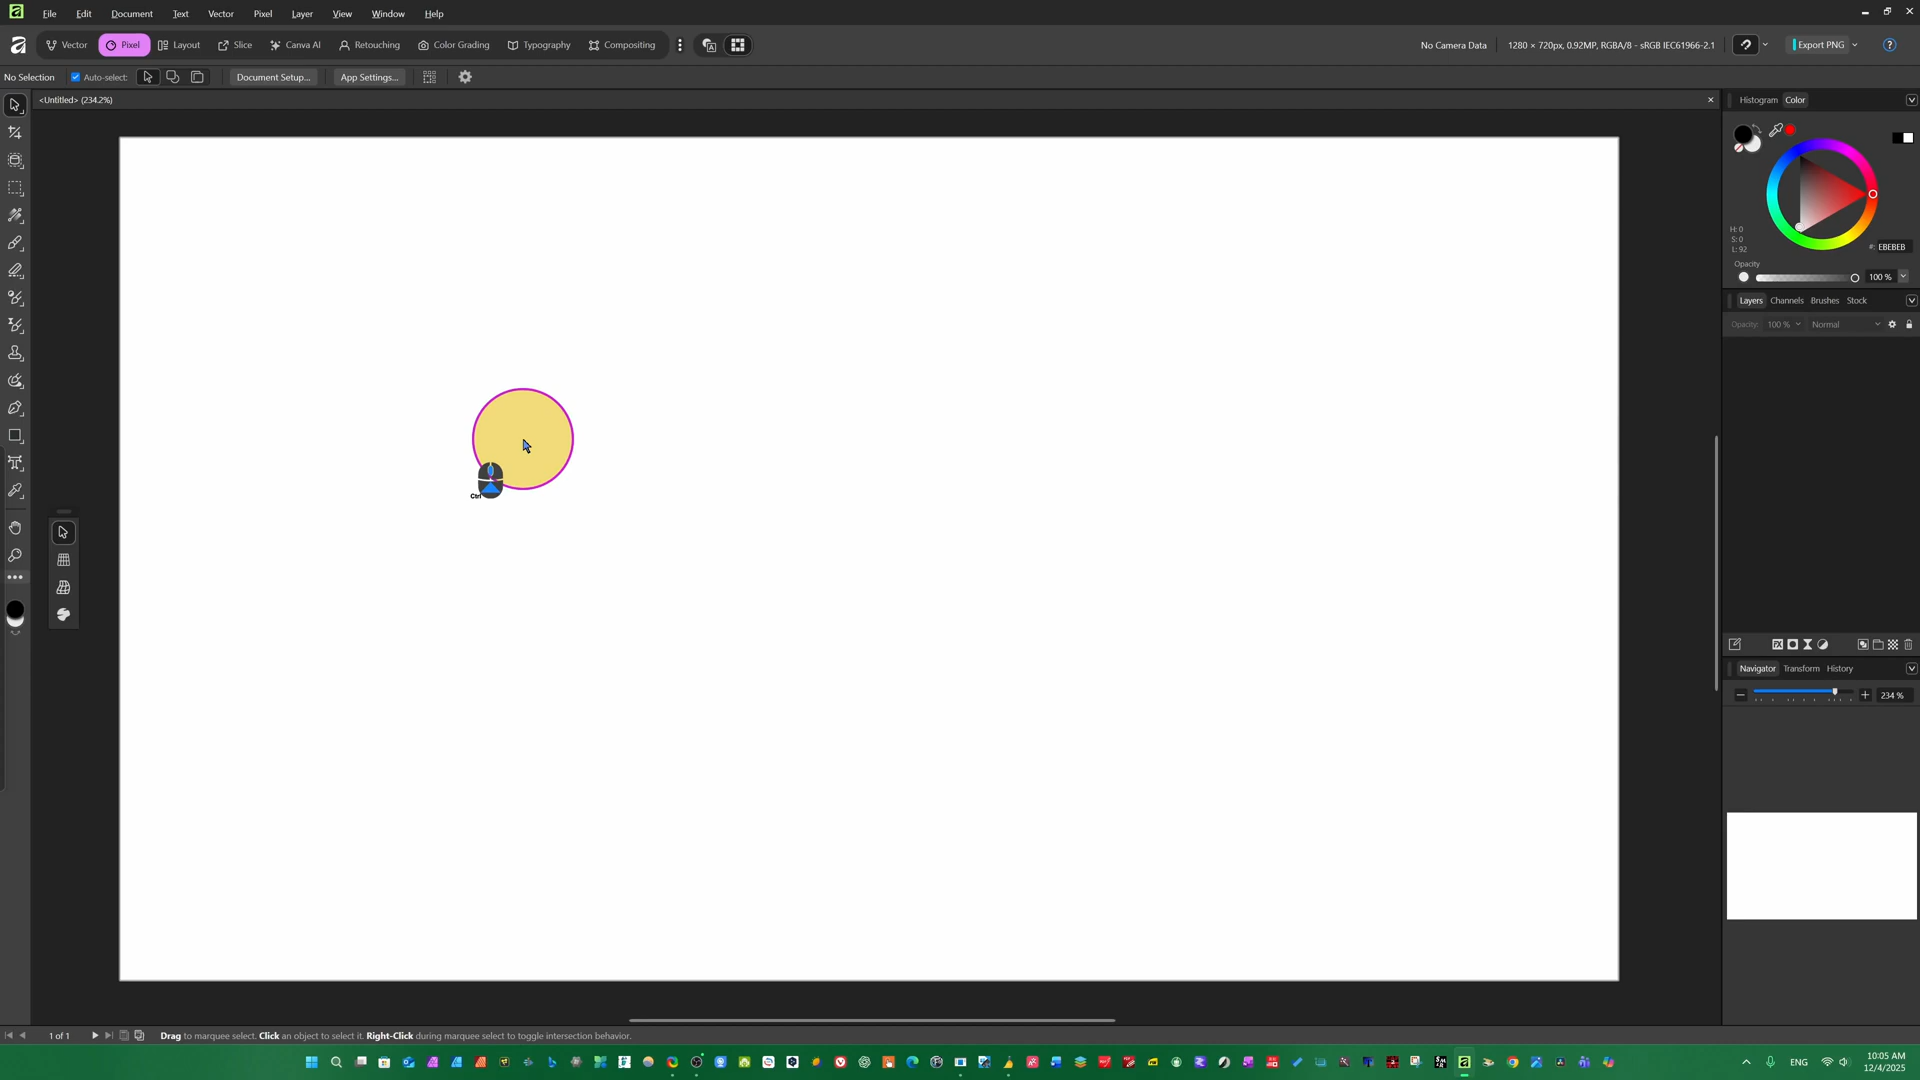 File Edit Document Text Vector Pixel Layer View Window Help
Vector Pixel Layout Slice Canva AI Retouching Color Grading Typography Compositing
No Camera Data 1280 × 720px, 0.92MP, RGBA/8 - sRGB IEC61966-2.1 Export PNG
No Selection Auto-select: Document Setup... App Settings...
<Untitled> (234.2%)
Histogram Color
H: 0
S: 0
L: 92
#: EBEBEB
Opacity
100 %
Layers Channels Brushes Stock
Opacity: 100 % Normal
Ctrl
Navigator Transform History
234 %
1 of 1 Drag to marquee select. Click an object to select it. Right-Click during marquee select to toggle intersection behavior.
ENG
10:05 AM
12/4/2025